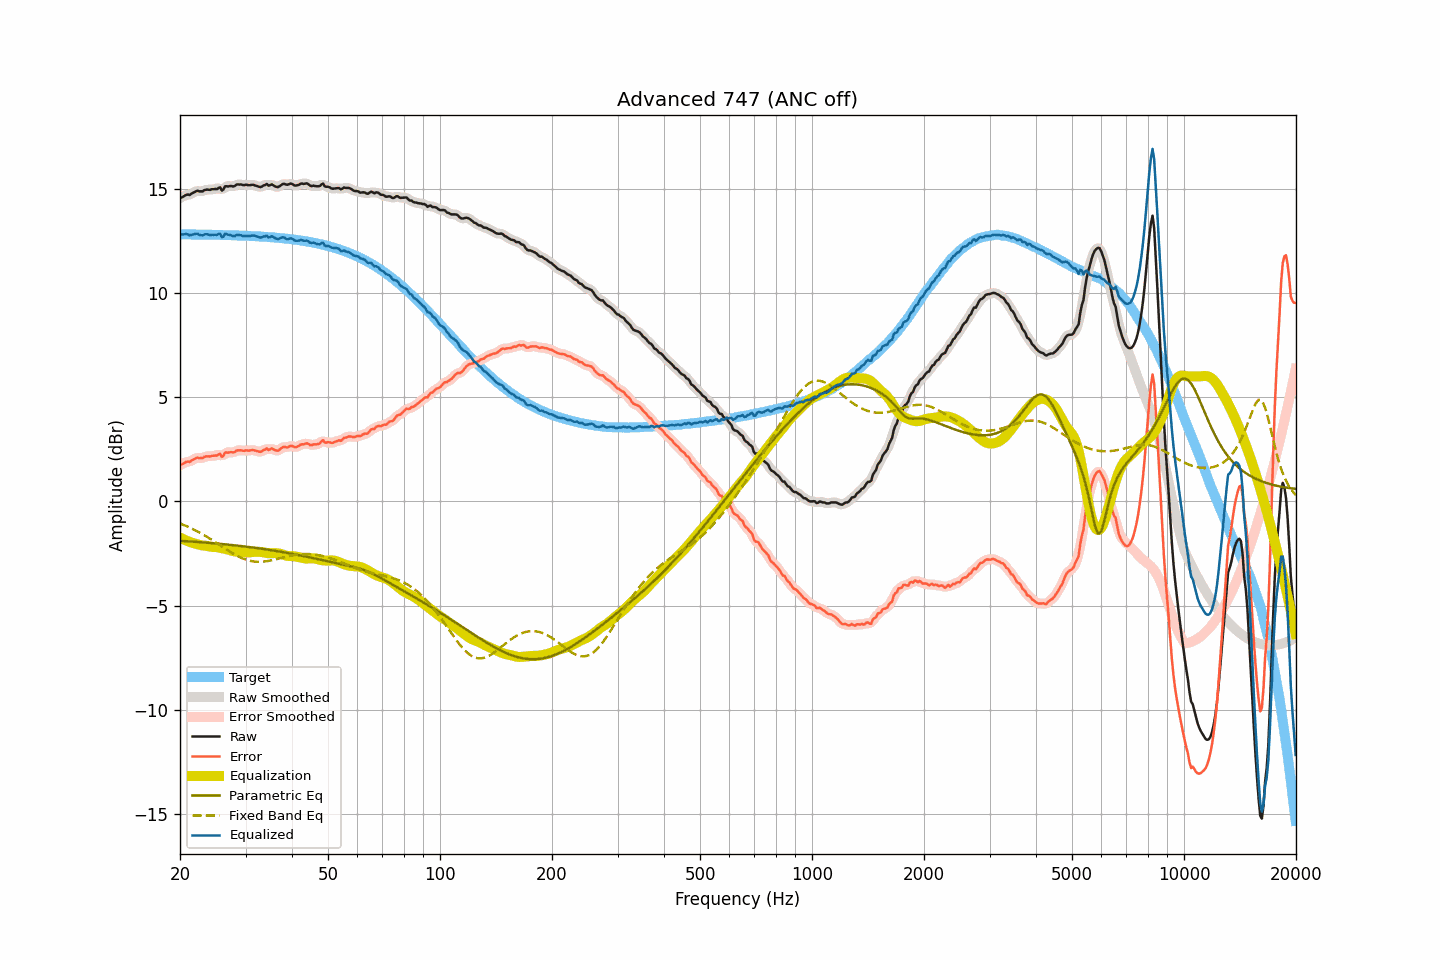 Advanced 747 (ANC off)
Amplitude (dBr)
15
10
5
0
−5
−10
−15
Target
Raw Smoothed
Error Smoothed
Raw
Error
Equalization
Parametric Eq
Fixed Band Eq
Equalized
20 50 100 200 500 1000 2000 5000 10000 20000
Frequency (Hz)